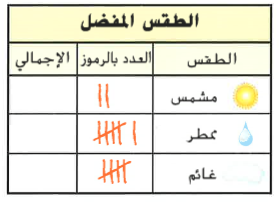 الطقس المفضل
الطقس العدد بالرموز الإجمالي
مشمس
ممطر
غائم